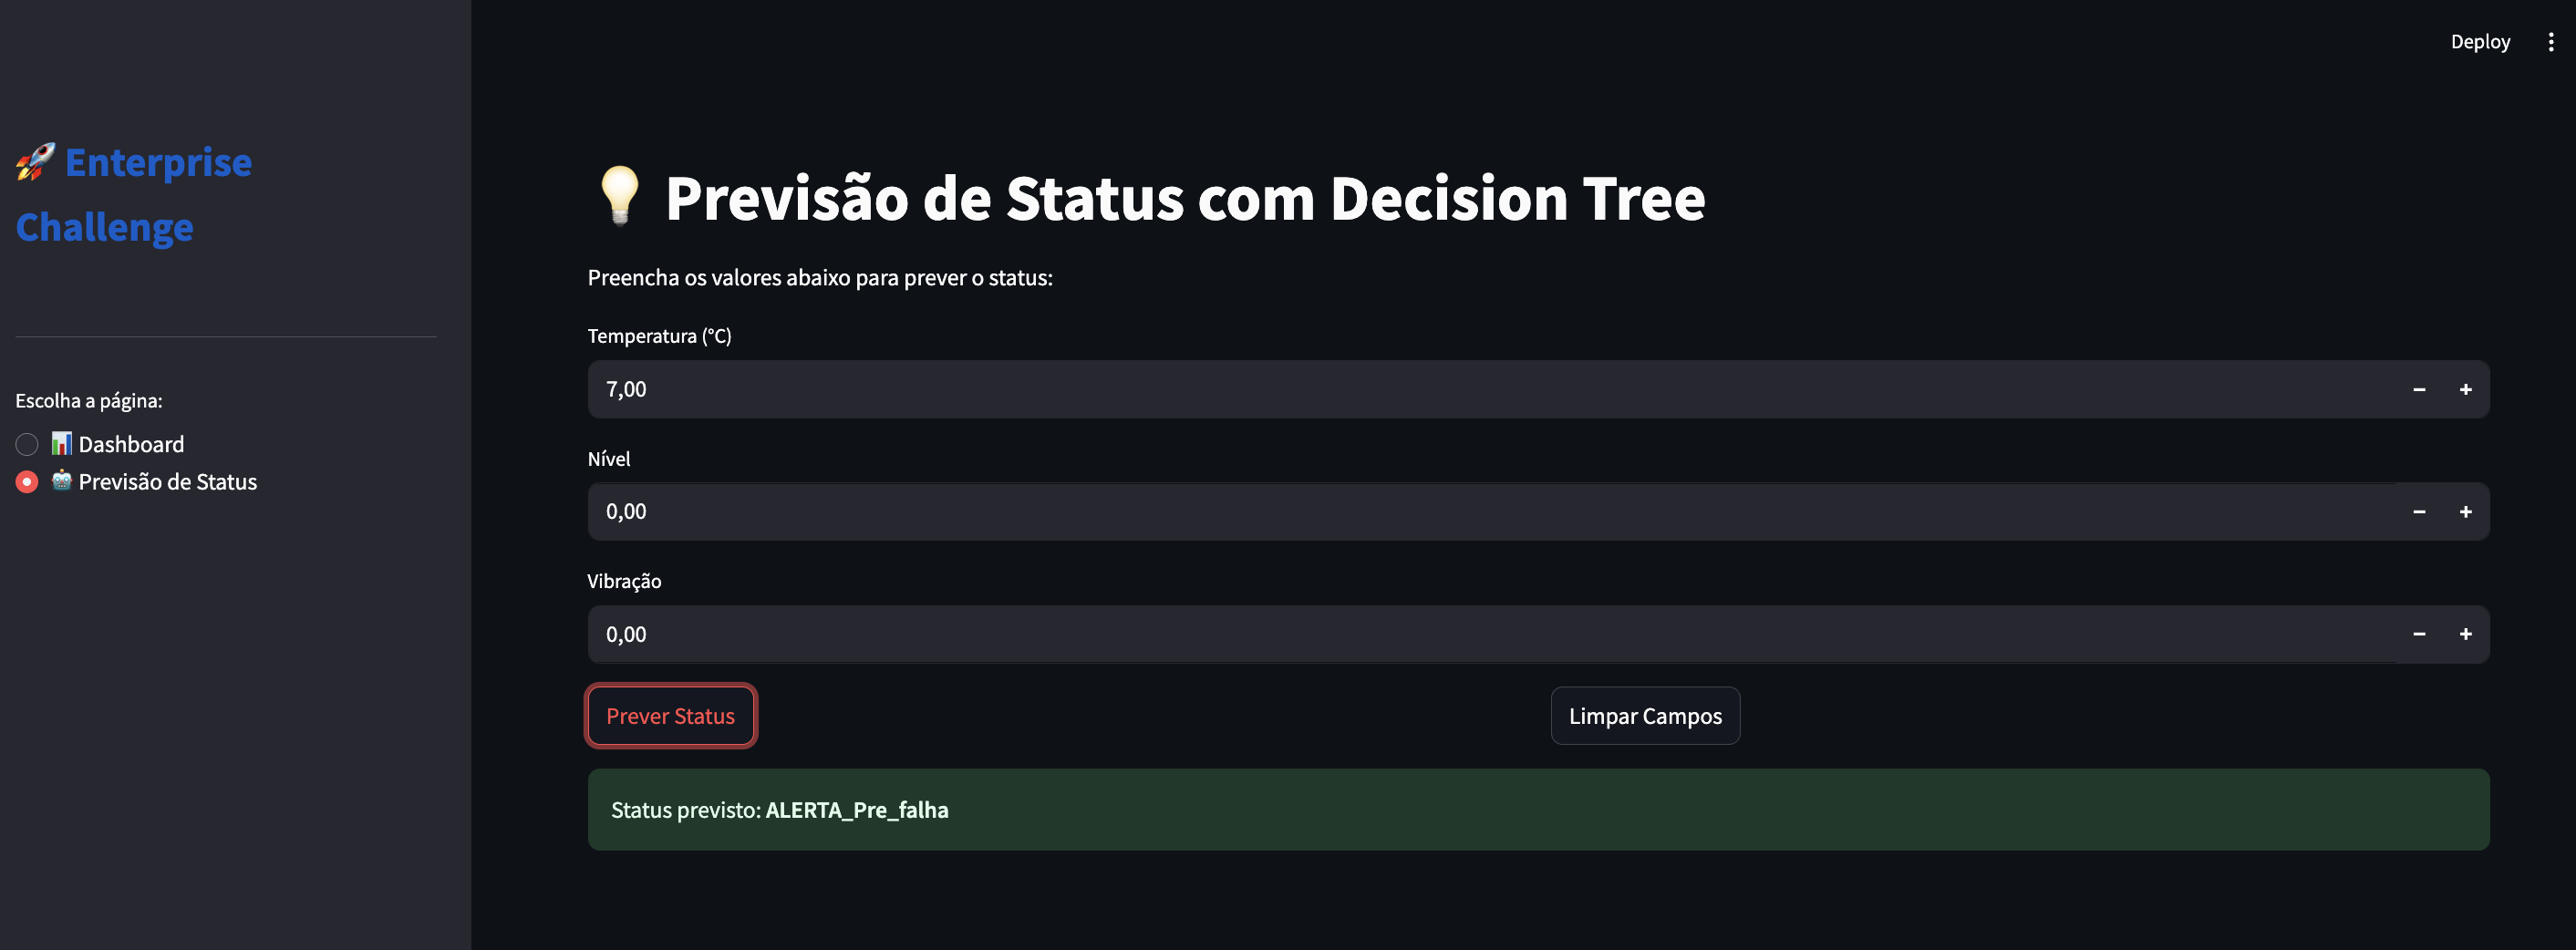 Deploy
🚀 Enterprise
Challenge
Escolha a página:
📊 Dashboard
🤖 Previsão de Status
💡 Previsão de Status com Decision Tree
Preencha os valores abaixo para prever o status:
Temperatura (°C)
7,00
Nível
0,00
Vibração
0,00
Prever Status
Limpar Campos
Status previsto: ALERTA_Pre_falha